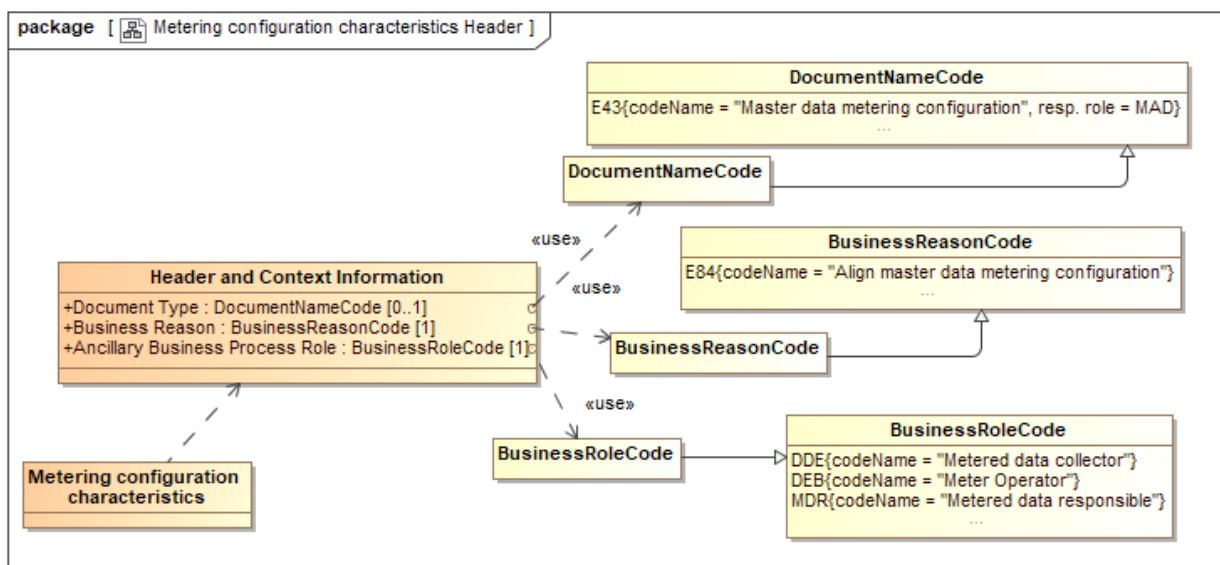 package [ Metering configuration characteristics Header ]
DocumentNameCode
E43{codeName = "Master data metering configuration", resp. role = MAD}
...
DocumentNameCode
«use»
BusinessReasonCode
E84{codeName = "Align master data metering configuration"}
...
Header and Context Information
+Document Type : DocumentNameCode [0..1]
+Business Reason : BusinessReasonCode [1]
+Ancillary Business Process Role : BusinessRoleCode [1]
«use»
BusinessReasonCode
«use»
BusinessRoleCode
BusinessRoleCode
DDE{codeName = "Metered data collector"}
DEB{codeName = "Meter Operator"}
MDR{codeName = "Metered data responsible"}
...
Metering configuration
characteristics